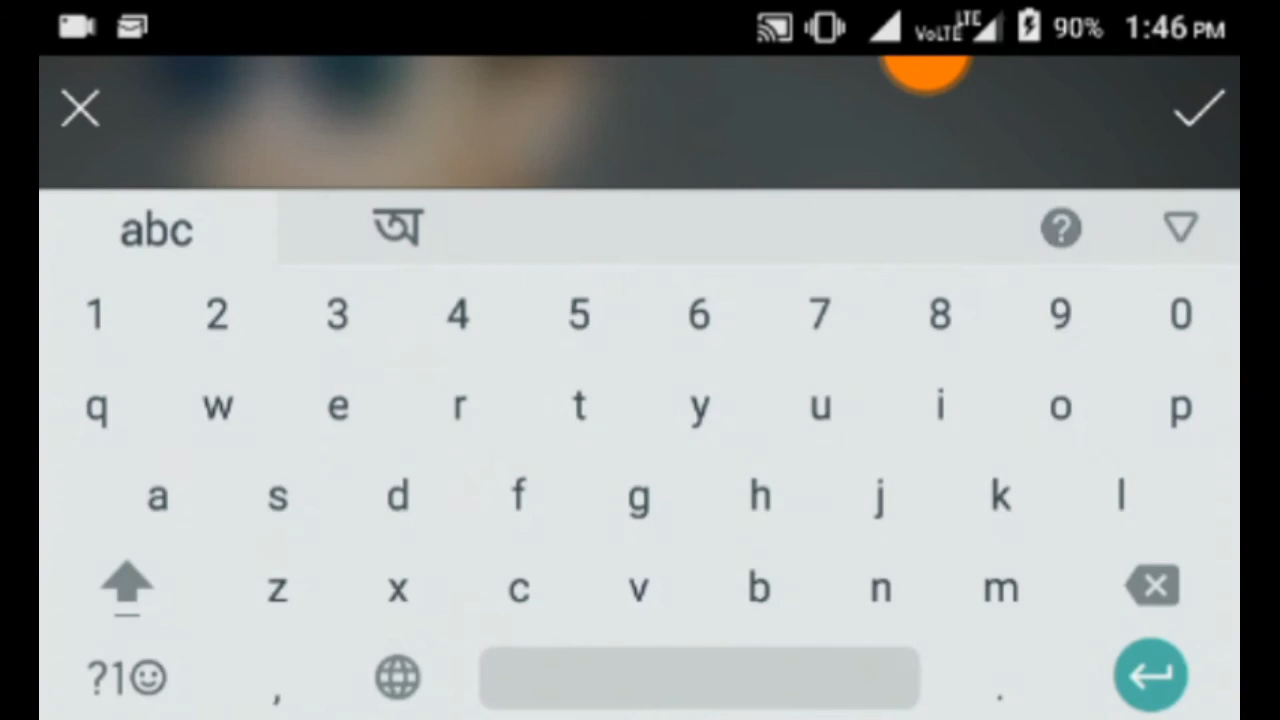 VoLTE LTE 90% 1:46 PM
abc অ ?
1 2 3 4 5 6 7 8 9 0
q w e r t y u i o p
a s d f g h j k l
z x c v b n m
?1☺ , .